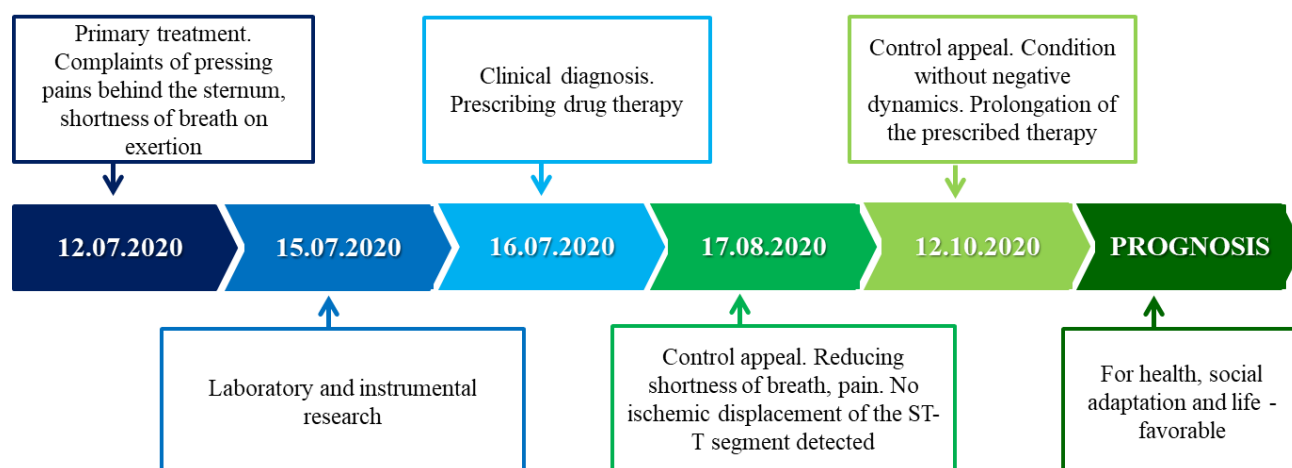 Primary treatment.
Complaints of pressing
pains behind the sternum,
shortness of breath on
exertion
Clinical diagnosis.
Prescribing drug therapy
Control appeal. Condition
without negative
dynamics. Prolongation of
the prescribed therapy
12.07.2020
15.07.2020
16.07.2020
17.08.2020
12.10.2020
PROGNOSIS
Laboratory and instrumental
research
Control appeal. Reducing
shortness of breath, pain. No
ischemic displacement of the ST-
T segment detected
For health, social
adaptation and life -
favorable